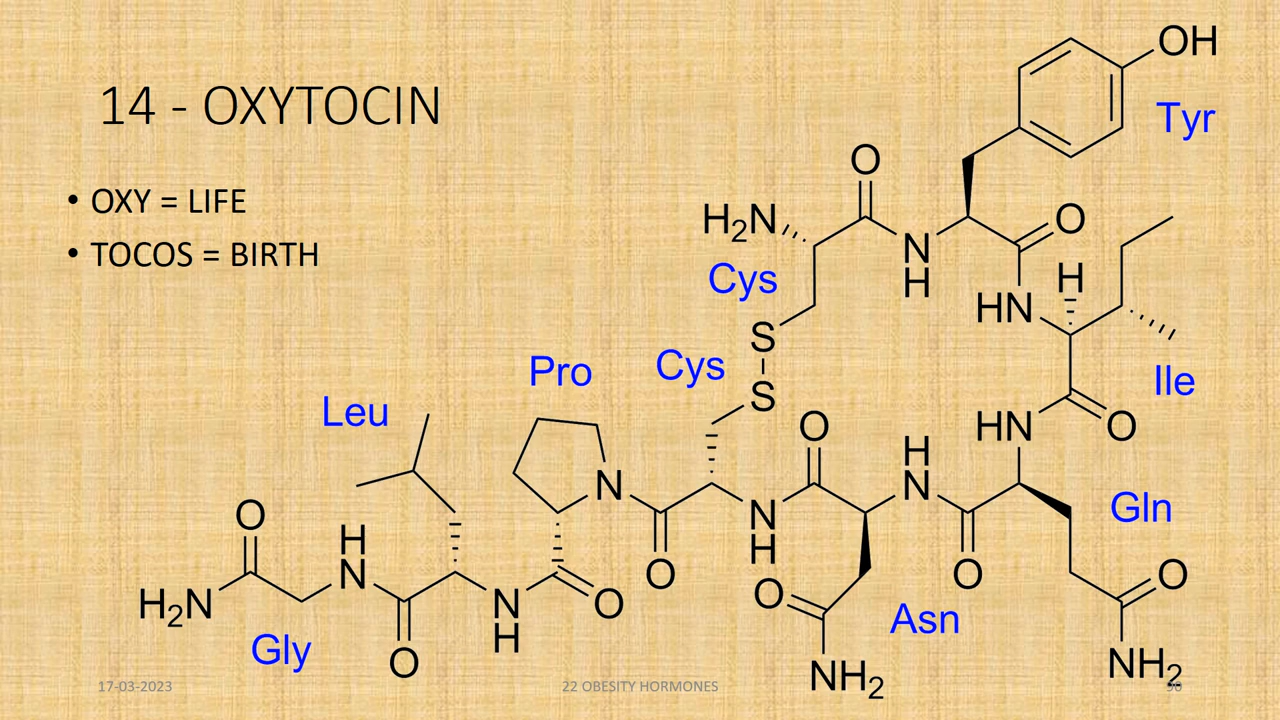 14 - OXYTOCIN
• OXY = LIFE
• TOCOS = BIRTH
OH
Tyr
O
H2N
N
H
O
Cys
HN
H
S
Cys
S
Ile
Pro
Leu
O
HN
O
H
N
Gln
N
O
N
H
O
O
O
H
N
O
H2N
N
H
O
O
Asn
Gly
O
NH2
NH2
17-03-2023
22 OBESITY HORMONES
90